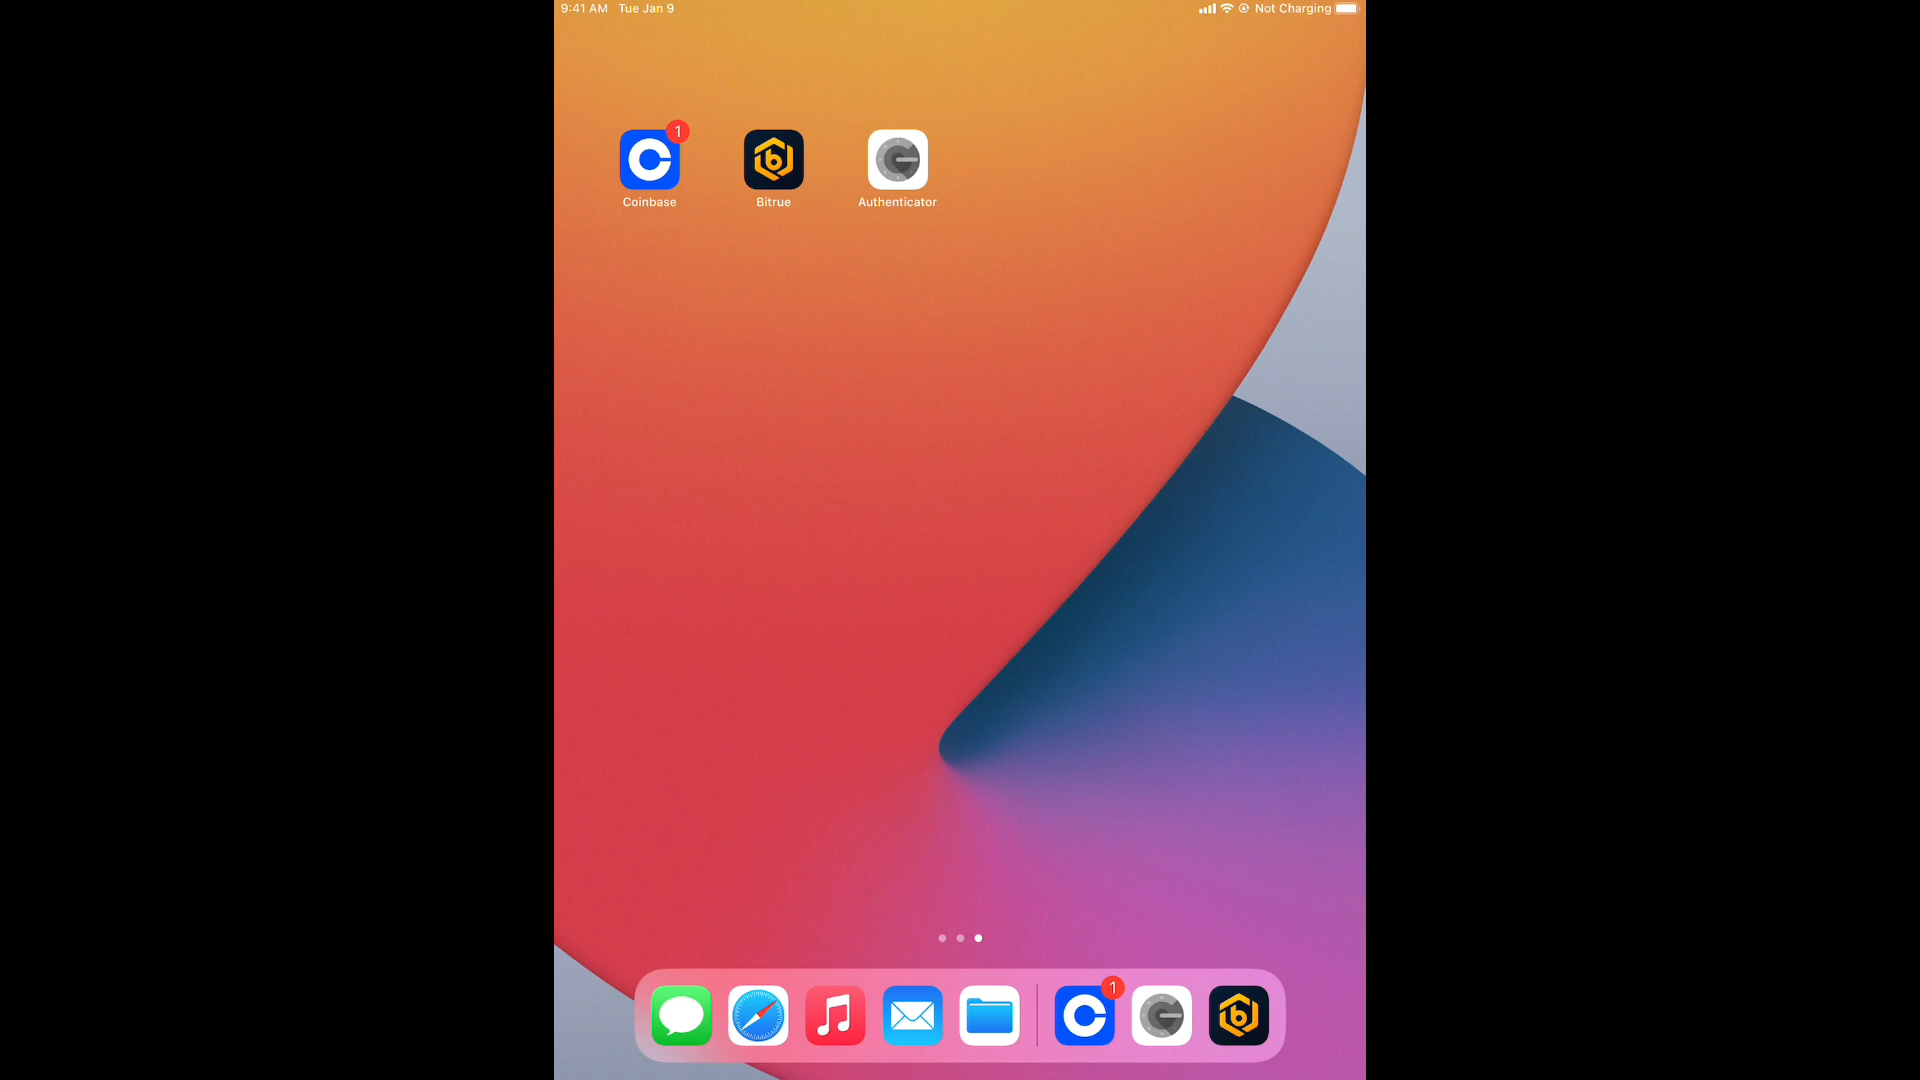 9:41 AM Tue Jan 9
Not Charging
1
Coinbase
Bitrue
Authenticator
1